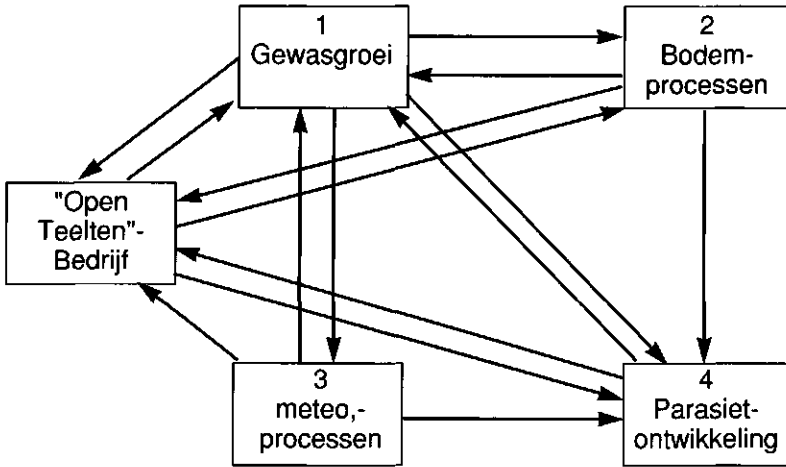 1
Gewasgroei
2
Bodem-
processen
"Open
Teelten"-
Bedrijf
3
meteo,-
processen
4
Parasiet-
ontwikkeling